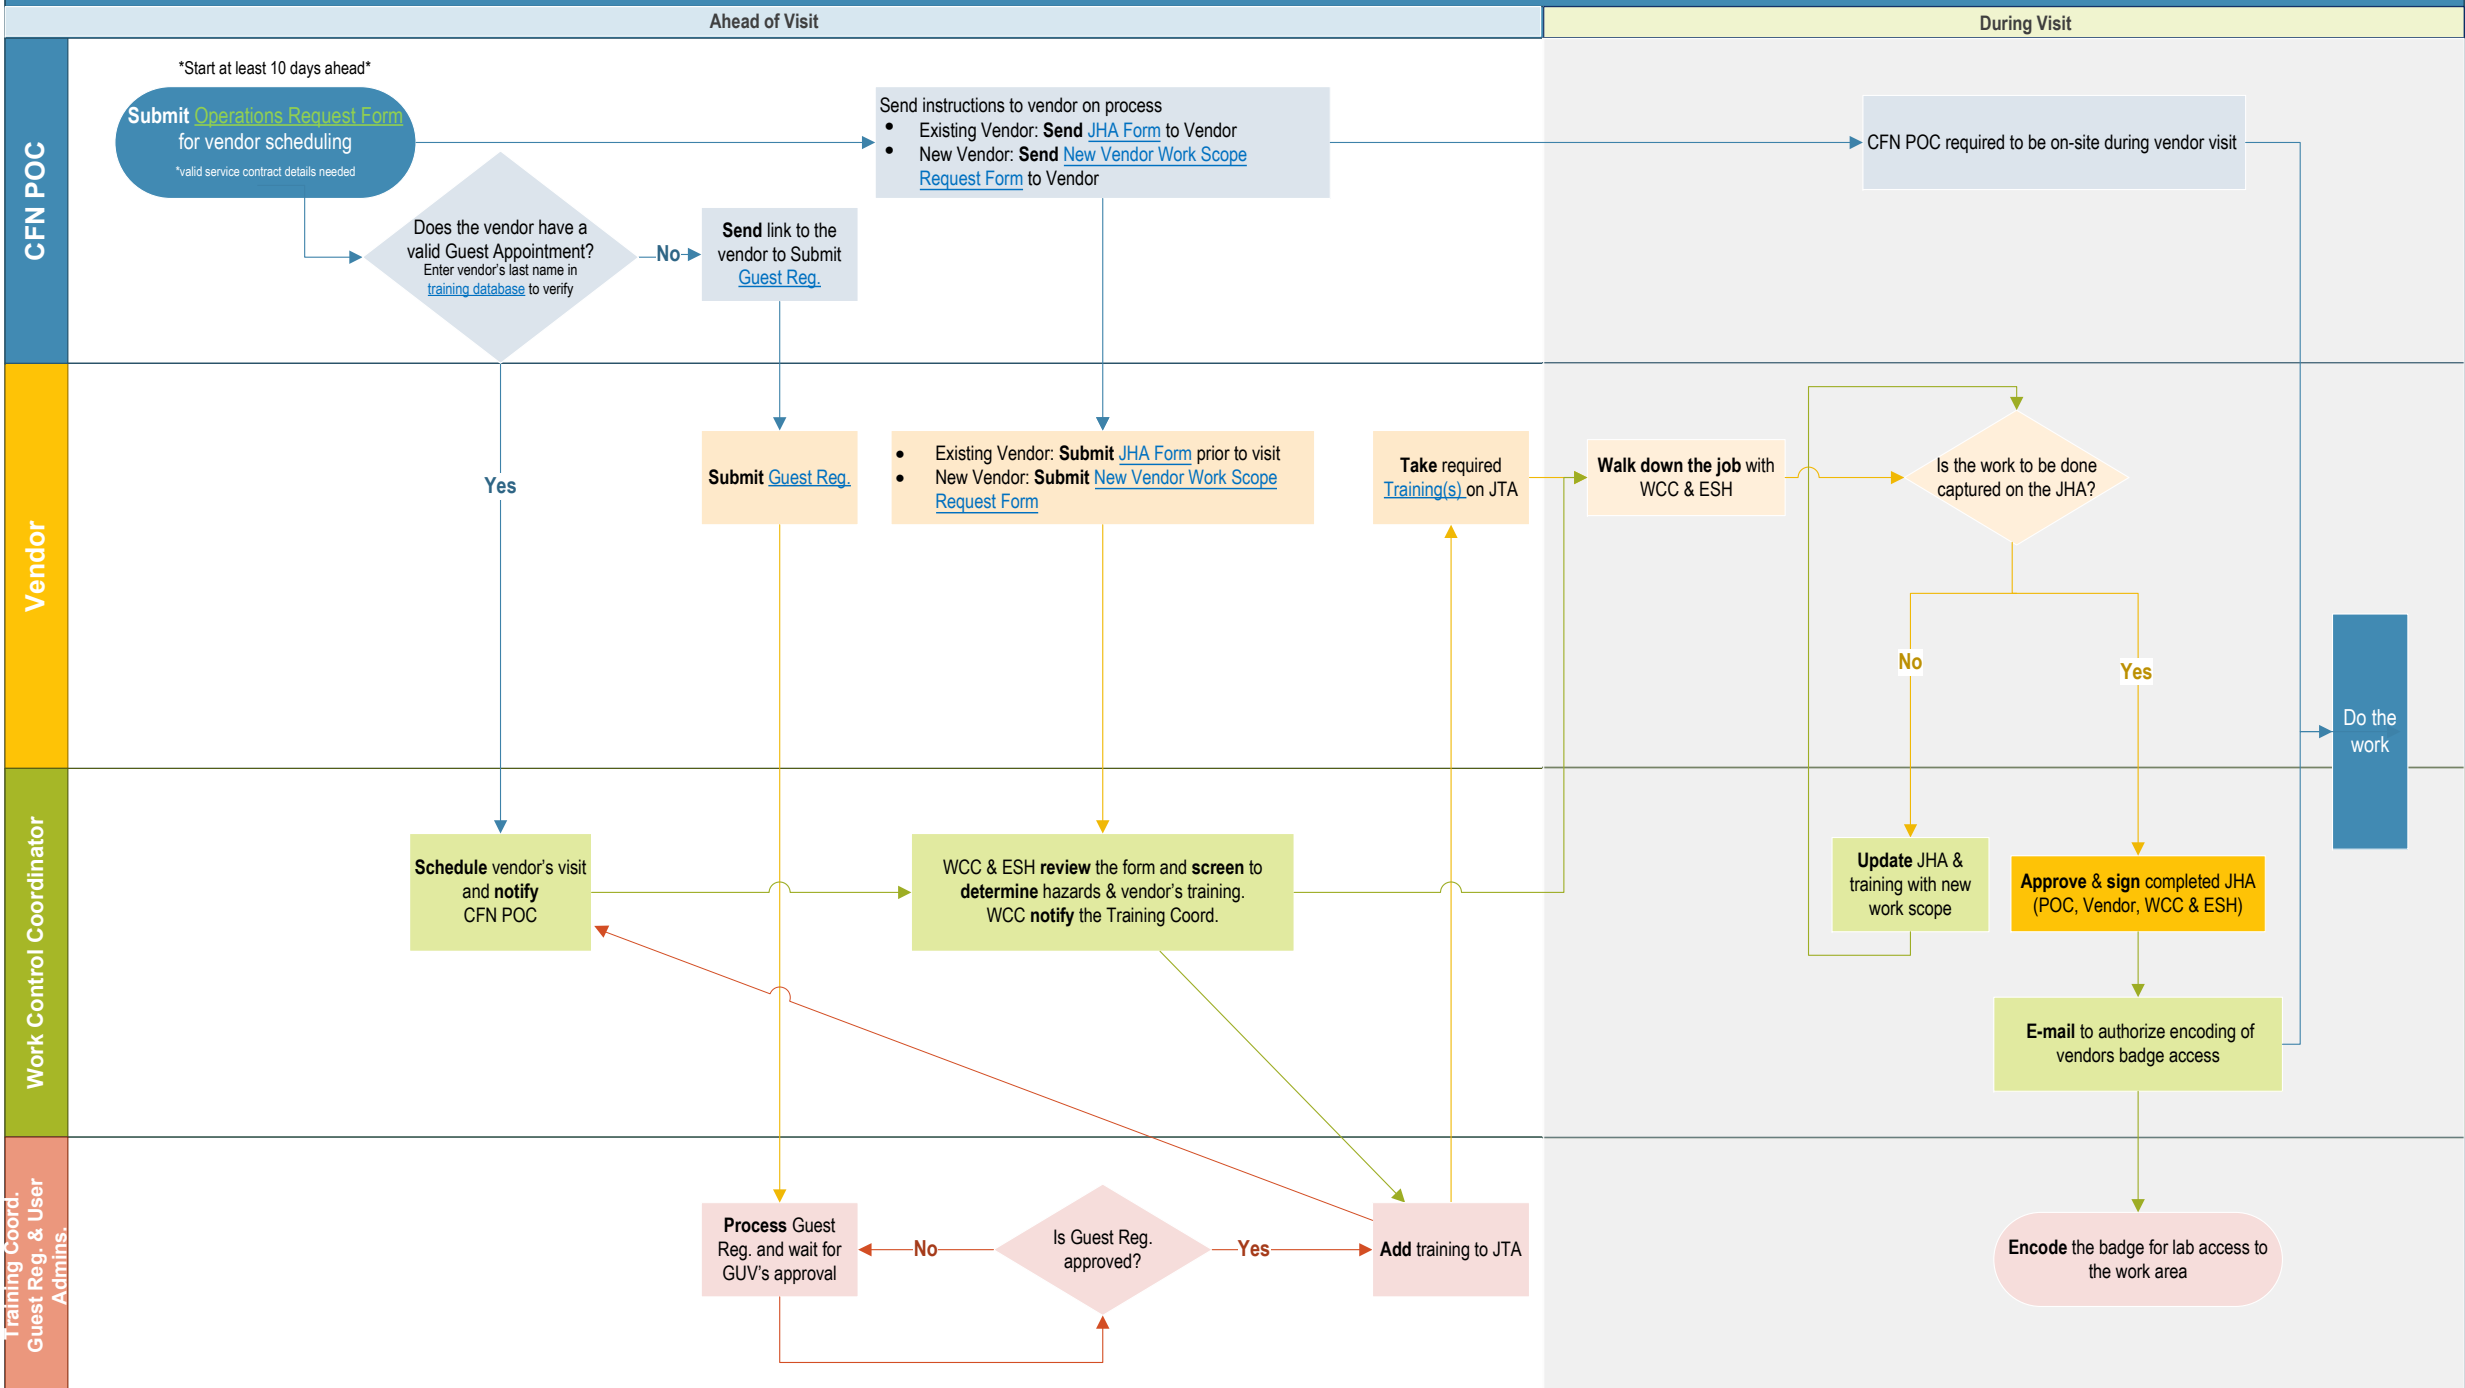 Ahead of Visit
During Visit
CFN POC
*Start at least 10 days ahead*
Submit Operations Request Form
for vendor scheduling
*valid service contract details needed
Does the vendor have a
valid Guest Appointment?
Enter vendor's last name in
training database to verify
No
Send link to the
vendor to Submit
Guest Reg.
Send instructions to vendor on process
• Existing Vendor: Send JHA Form to Vendor
• New Vendor: Send New Vendor Work Scope
Request Form to Vendor
CFN POC required to be on-site during vendor visit
Vendor
Yes
Submit Guest Reg.
• Existing Vendor: Submit JHA Form prior to visit
• New Vendor: Submit New Vendor Work Scope
Request Form
Take required
Training(s) on JTA
Walk down the job with
WCC & ESH
Is the work to be done
captured on the JHA?
No
Yes
Do the
work
Work Control Coordinator
Schedule vendor's visit
and notify
CFN POC
WCC & ESH review the form and screen to
determine hazards & vendor's training.
WCC notify the Training Coord.
Update JHA &
training with new
work scope
Approve & sign completed JHA
(POC, Vendor, WCC & ESH)
E-mail to authorize encoding of
vendors badge access
Training Coord.
Guest Reg. & User
Admins.
Process Guest
Reg. and wait for
GUV's approval
No
Is Guest Reg.
approved?
Yes
Add training to JTA
Encode the badge for lab access to
the work area